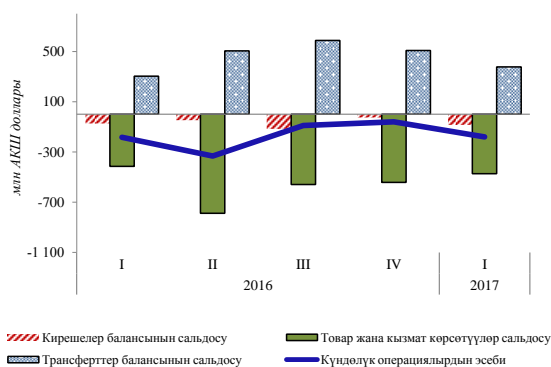 млн АКШ доллары
500
100
-300
-700
-1 100
I II III IV I
2016 2017
Кирешелер балансынын сальдосу
Товар жана кызмат көрсөтүүлөр сальдосу
Трансферттер балансынын сальдосу
Күндөлүк операциялырдын эсеби